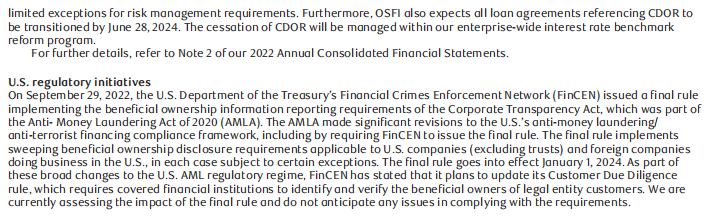 limited exceptions for risk management requirements. Furthermore, OSFI also expects all loan agreements referencing CDOR to
be transitioned by June 28, 2024. The cessation of CDOR will be managed within our enterprise-wide interest rate benchmark
reform program.
For further details, refer to Note 2 of our 2022 Annual Consolidated Financial Statements.
U.S. regulatory initiatives
On September 29, 2022, the U.S. Department of the Treasury's Financial Crimes Enforcement Network (FinCEN) issued a final rule
implementing the beneficial ownership information reporting requirements of the Corporate Transparency Act, which was part of
the Anti- Money Laundering Act of 2020 (AMLA). The AMLA made significant revisions to the U.S.'s anti-money laundering/
anti-terrorist financing compliance framework, including by requiring FinCEN to issue the final rule. The final rule implements
sweeping beneficial ownership disclosure requirements applicable to U.S. companies (excluding trusts) and foreign companies
doing business in the U.S., in each case subject to certain exceptions. The final rule goes into effect January 1, 2024. As part of
these broad changes to the U.S. AML regulatory regime, FinCEN has stated that it plans to update its Customer Due Diligence
rule, which requires covered financial institutions to identify and verify the beneficial owners of legal entity customers. We are
currently assessing the impact of the final rule and do not anticipate any issues in complying with the requirements.